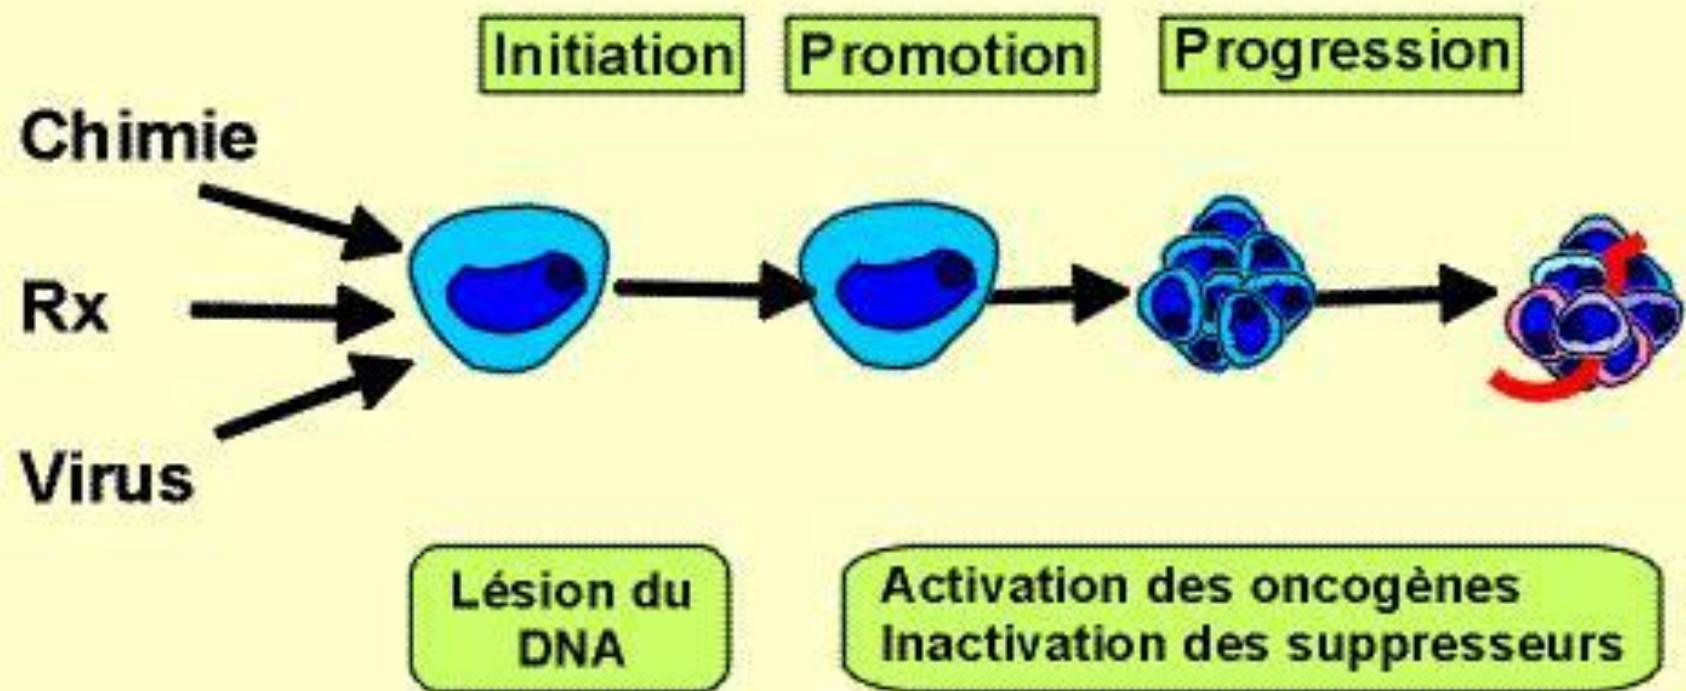 Initiation
Promotion
Progression
Chimie
Rx
Virus
Lésion du
DNA
Activation des oncogènes
Inactivation des suppresseurs